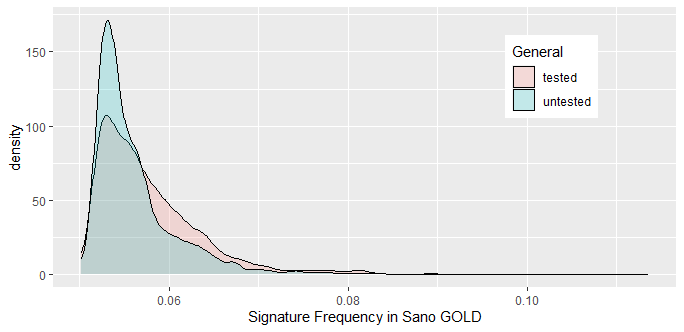 General
tested
untested
150
100
50
0
density
0.06 0.08 0.10
Signature Frequency in Sano GOLD